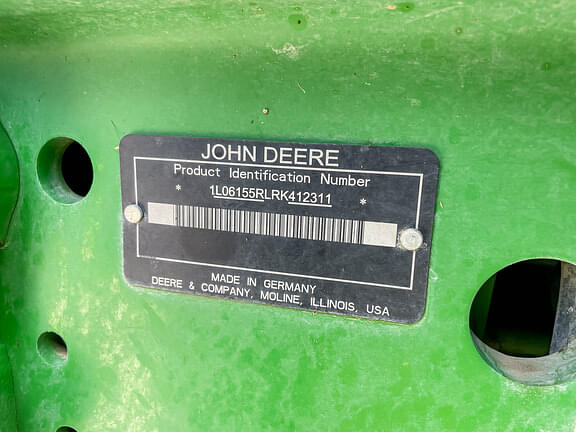 JOHN DEERE
Product Identification Number
* 1L06155RLRK412311 *
MADE IN GERMANY
DEERE & COMPANY, MOLINE, ILLINOIS, USA